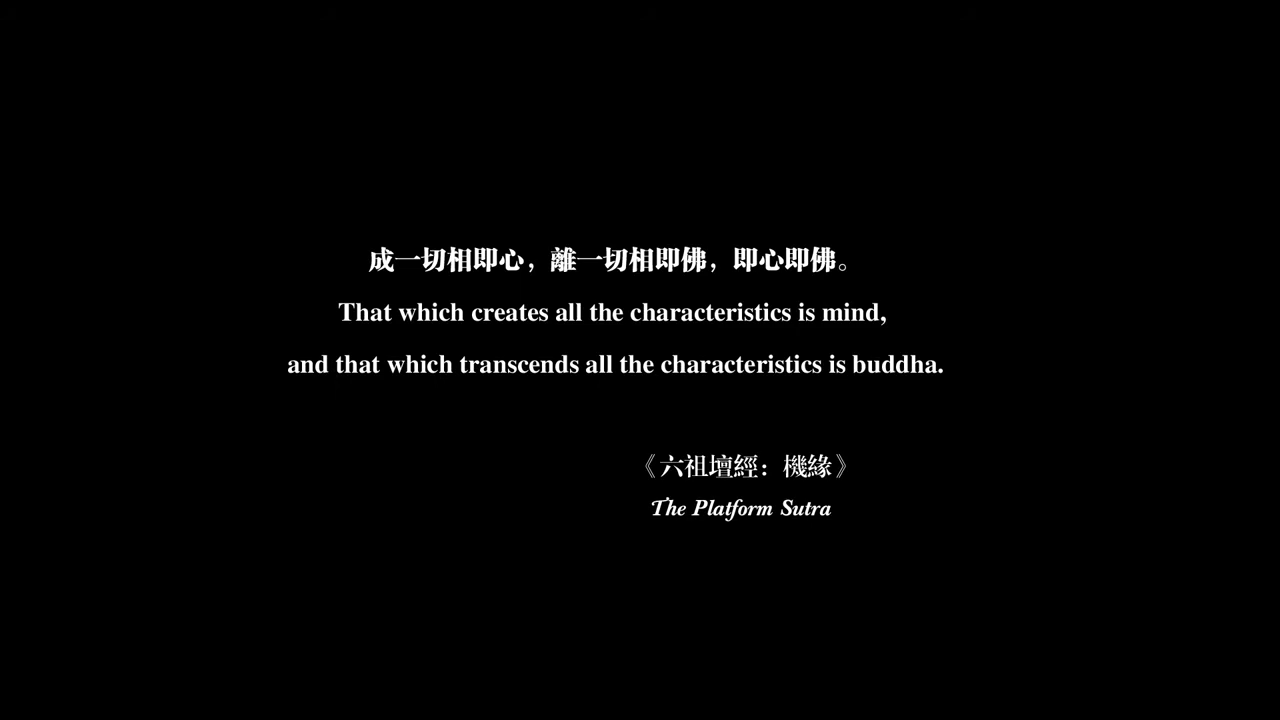 成一切相即心，離一切相即佛，即心即佛。
That which creates all the characteristics is mind,
and that which transcends all the characteristics is buddha.
《六祖壇經：機緣》
The Platform Sutra